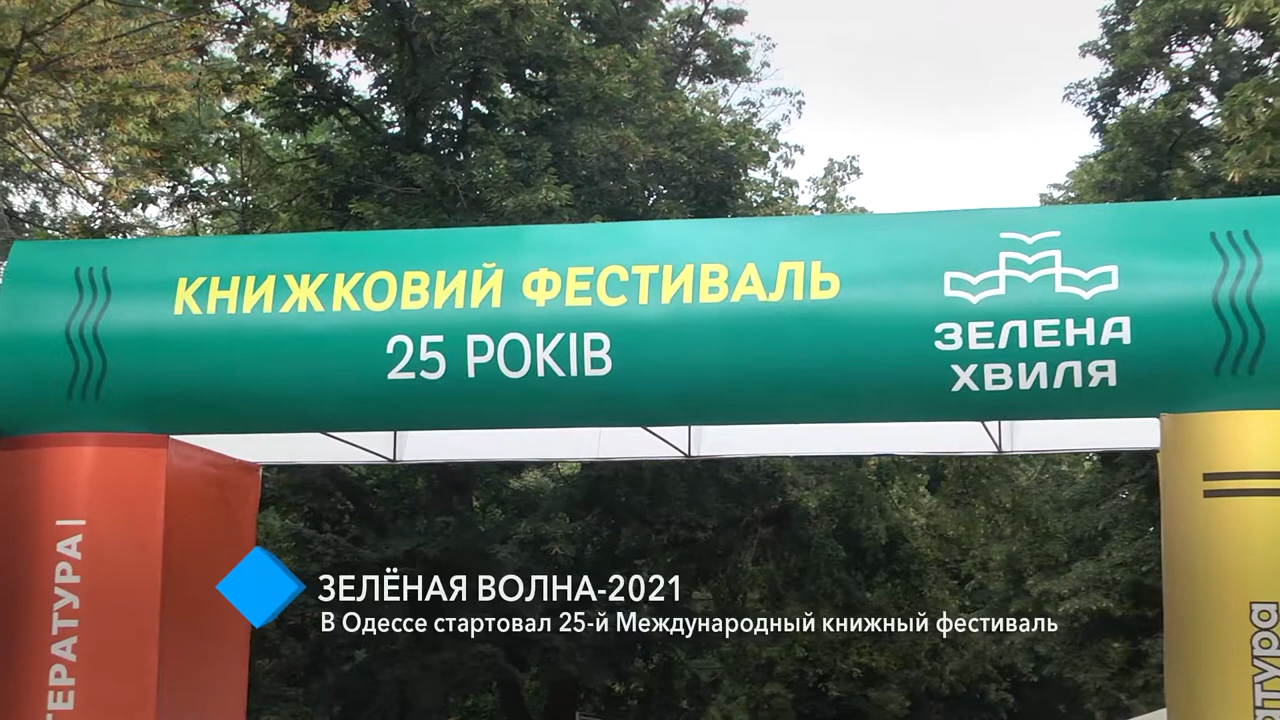 КНИЖКОВИЙ ФЕСТИВАЛЬ
25 РОКІВ
ЗЕЛЕНА
ХВИЛЯ
ЗЕЛЁНАЯ ВОЛНА-2021
В Одессе стартовал 25-й Международный книжный фестиваль